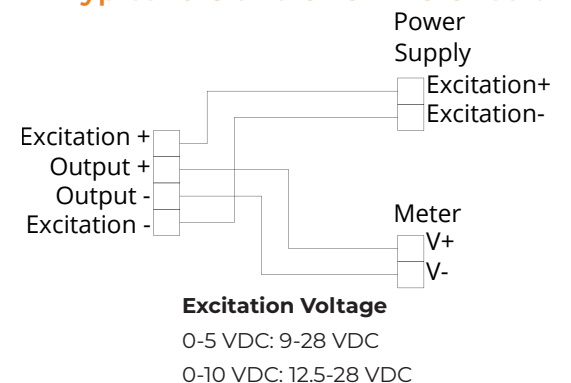 Power
Supply
Excitation+
Excitation-
Excitation +
Output +
Output -
Excitation -
Meter
V+
V-
Excitation Voltage
0-5 VDC: 9-28 VDC
0-10 VDC: 12.5-28 VDC